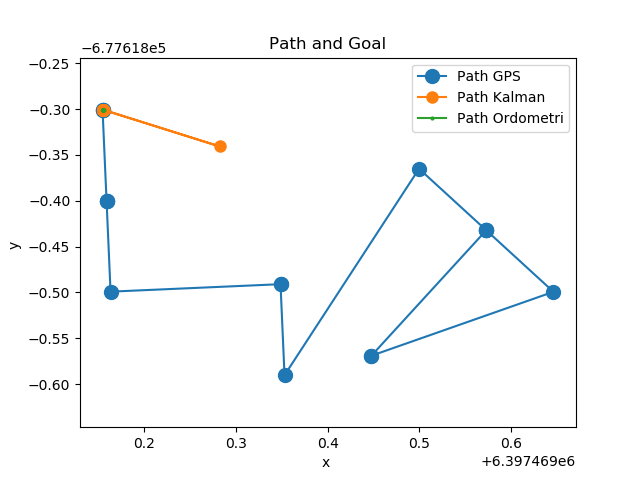 Path and Goal
−6.77618e5
−0.25
−0.30
−0.35
−0.40
−0.45
−0.50
−0.55
−0.60
y
Path GPS
Path Kalman
Path Ordometri
0.2 0.3 0.4 0.5 0.6
x
+6.397469e6